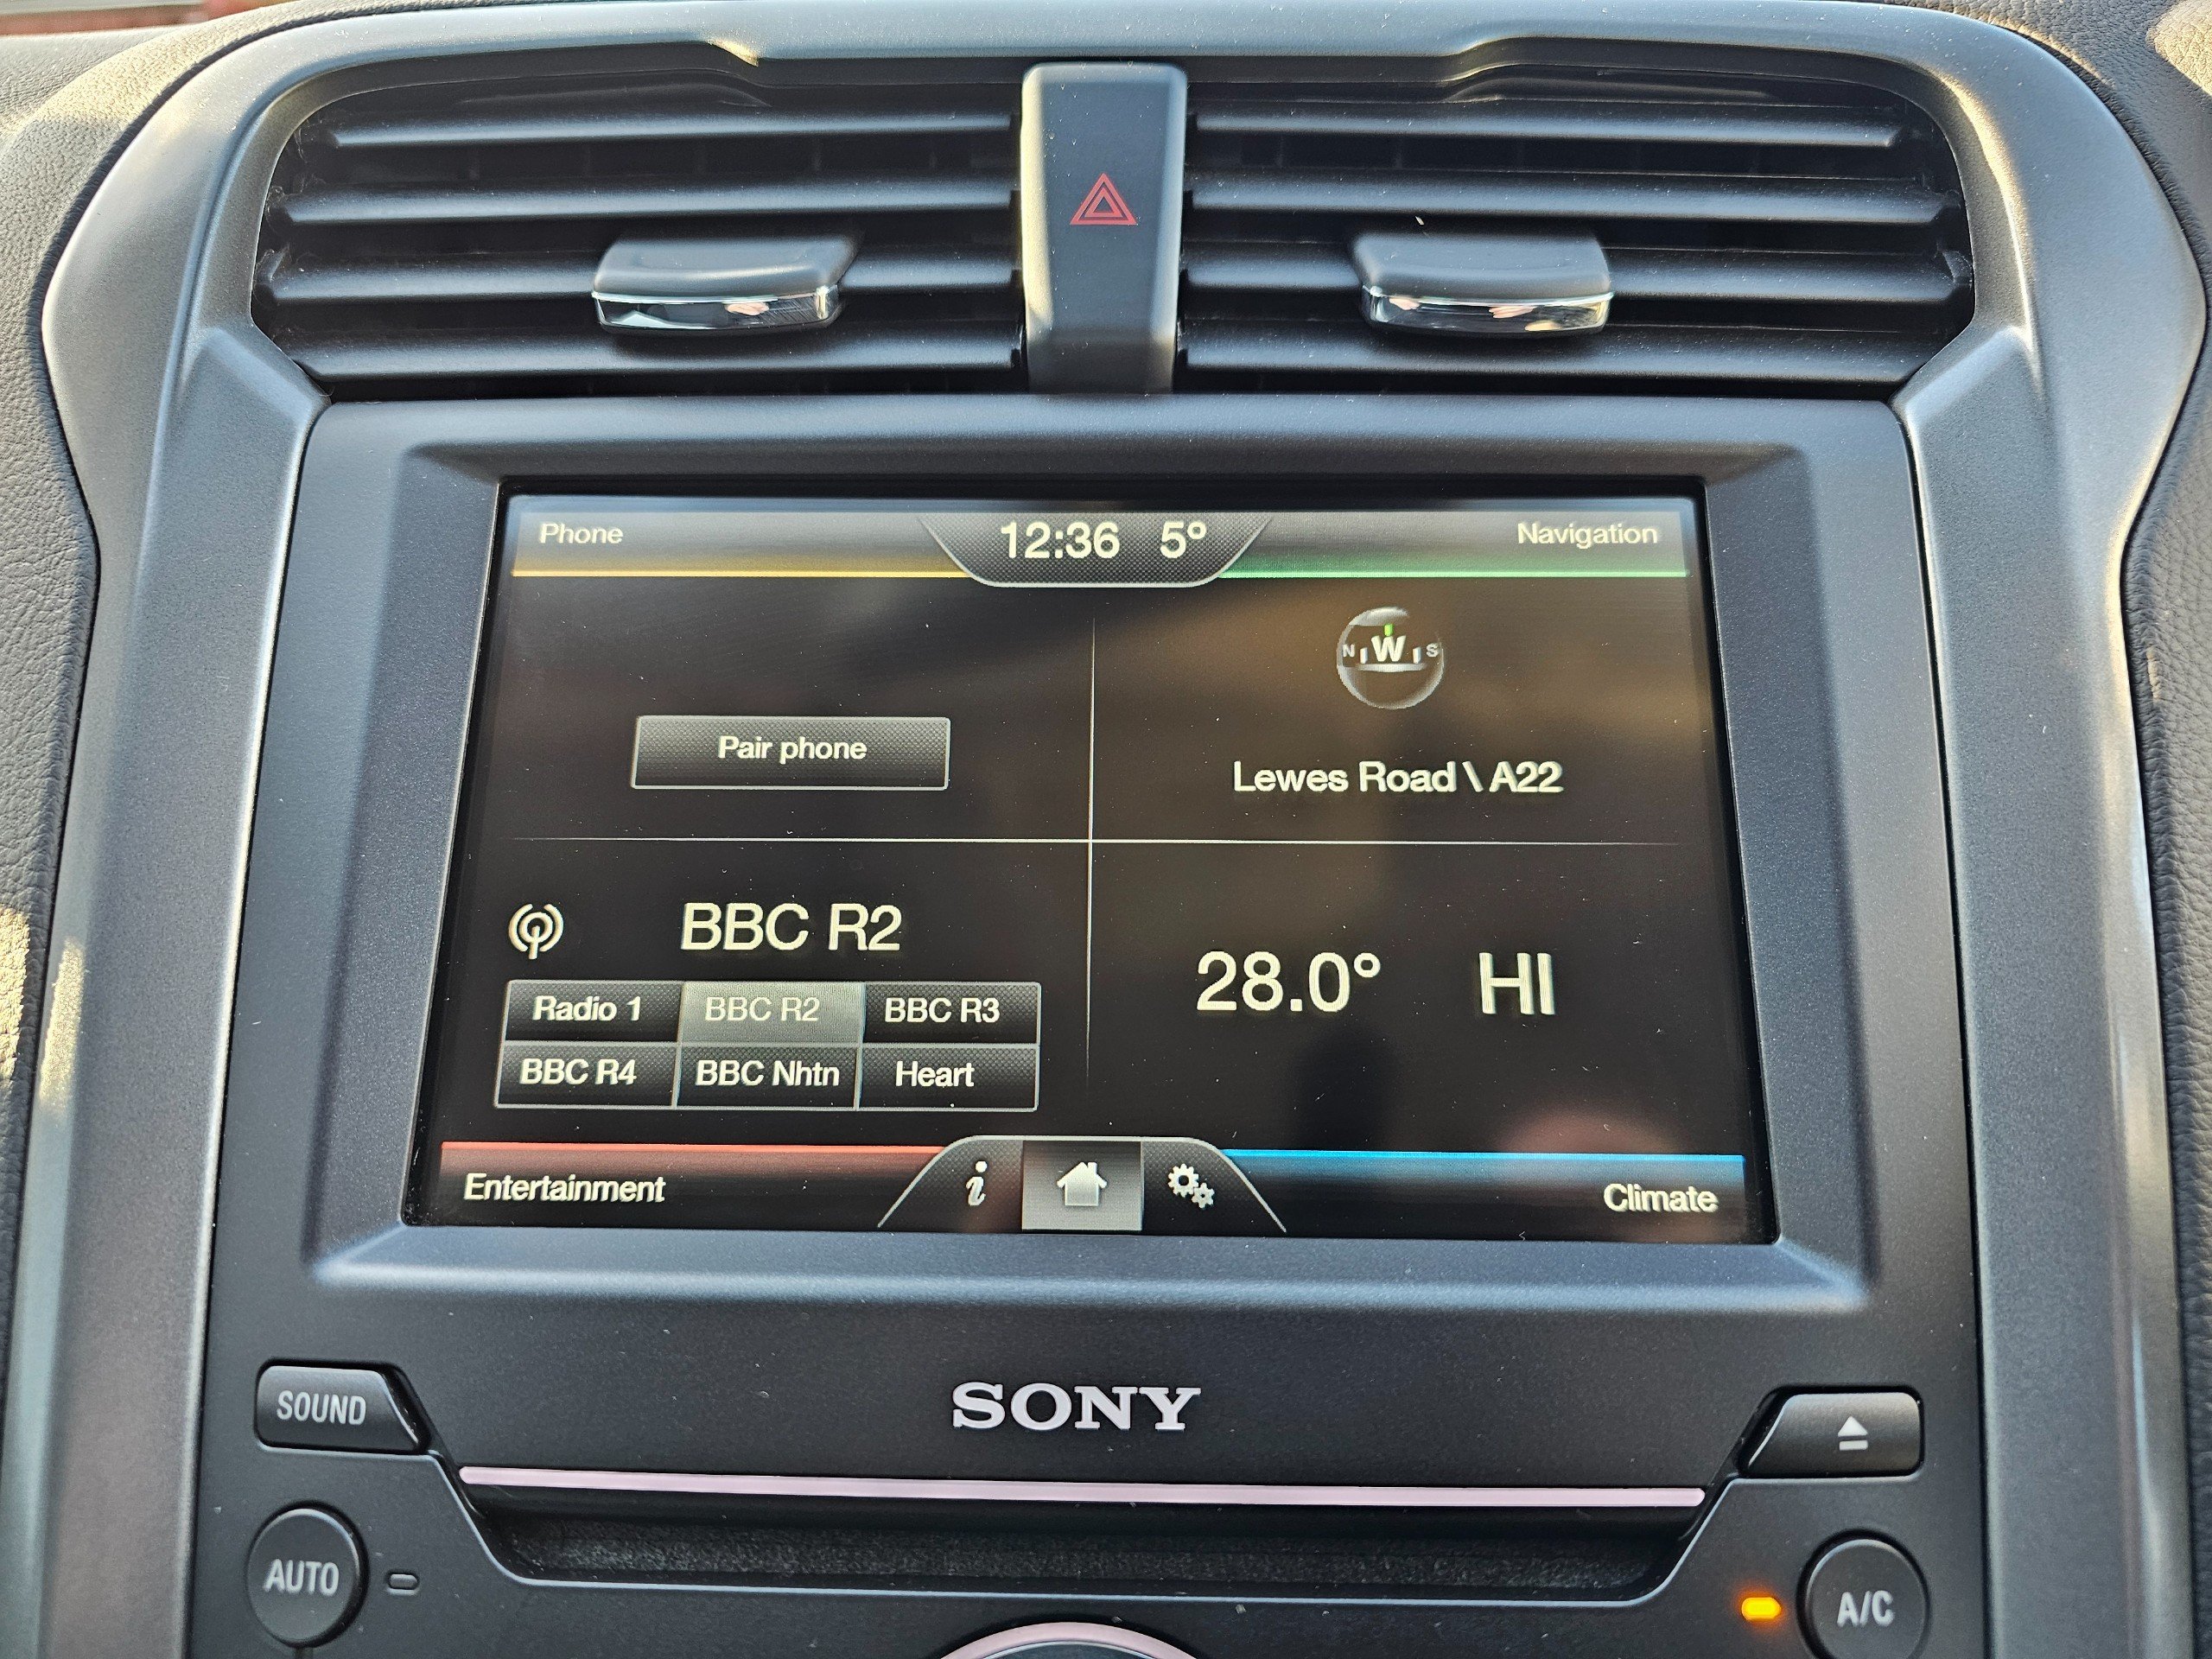 Phone
12:36 5°
Navigation
N W S
Pair phone
Lewes Road \ A22
BBC R2
Radio 1 BBC R2 BBC R3
BBC R4 BBC Nhtn Heart
28.0° HI
Entertainment
i
Climate
SOUND
SONY
AUTO
A/C